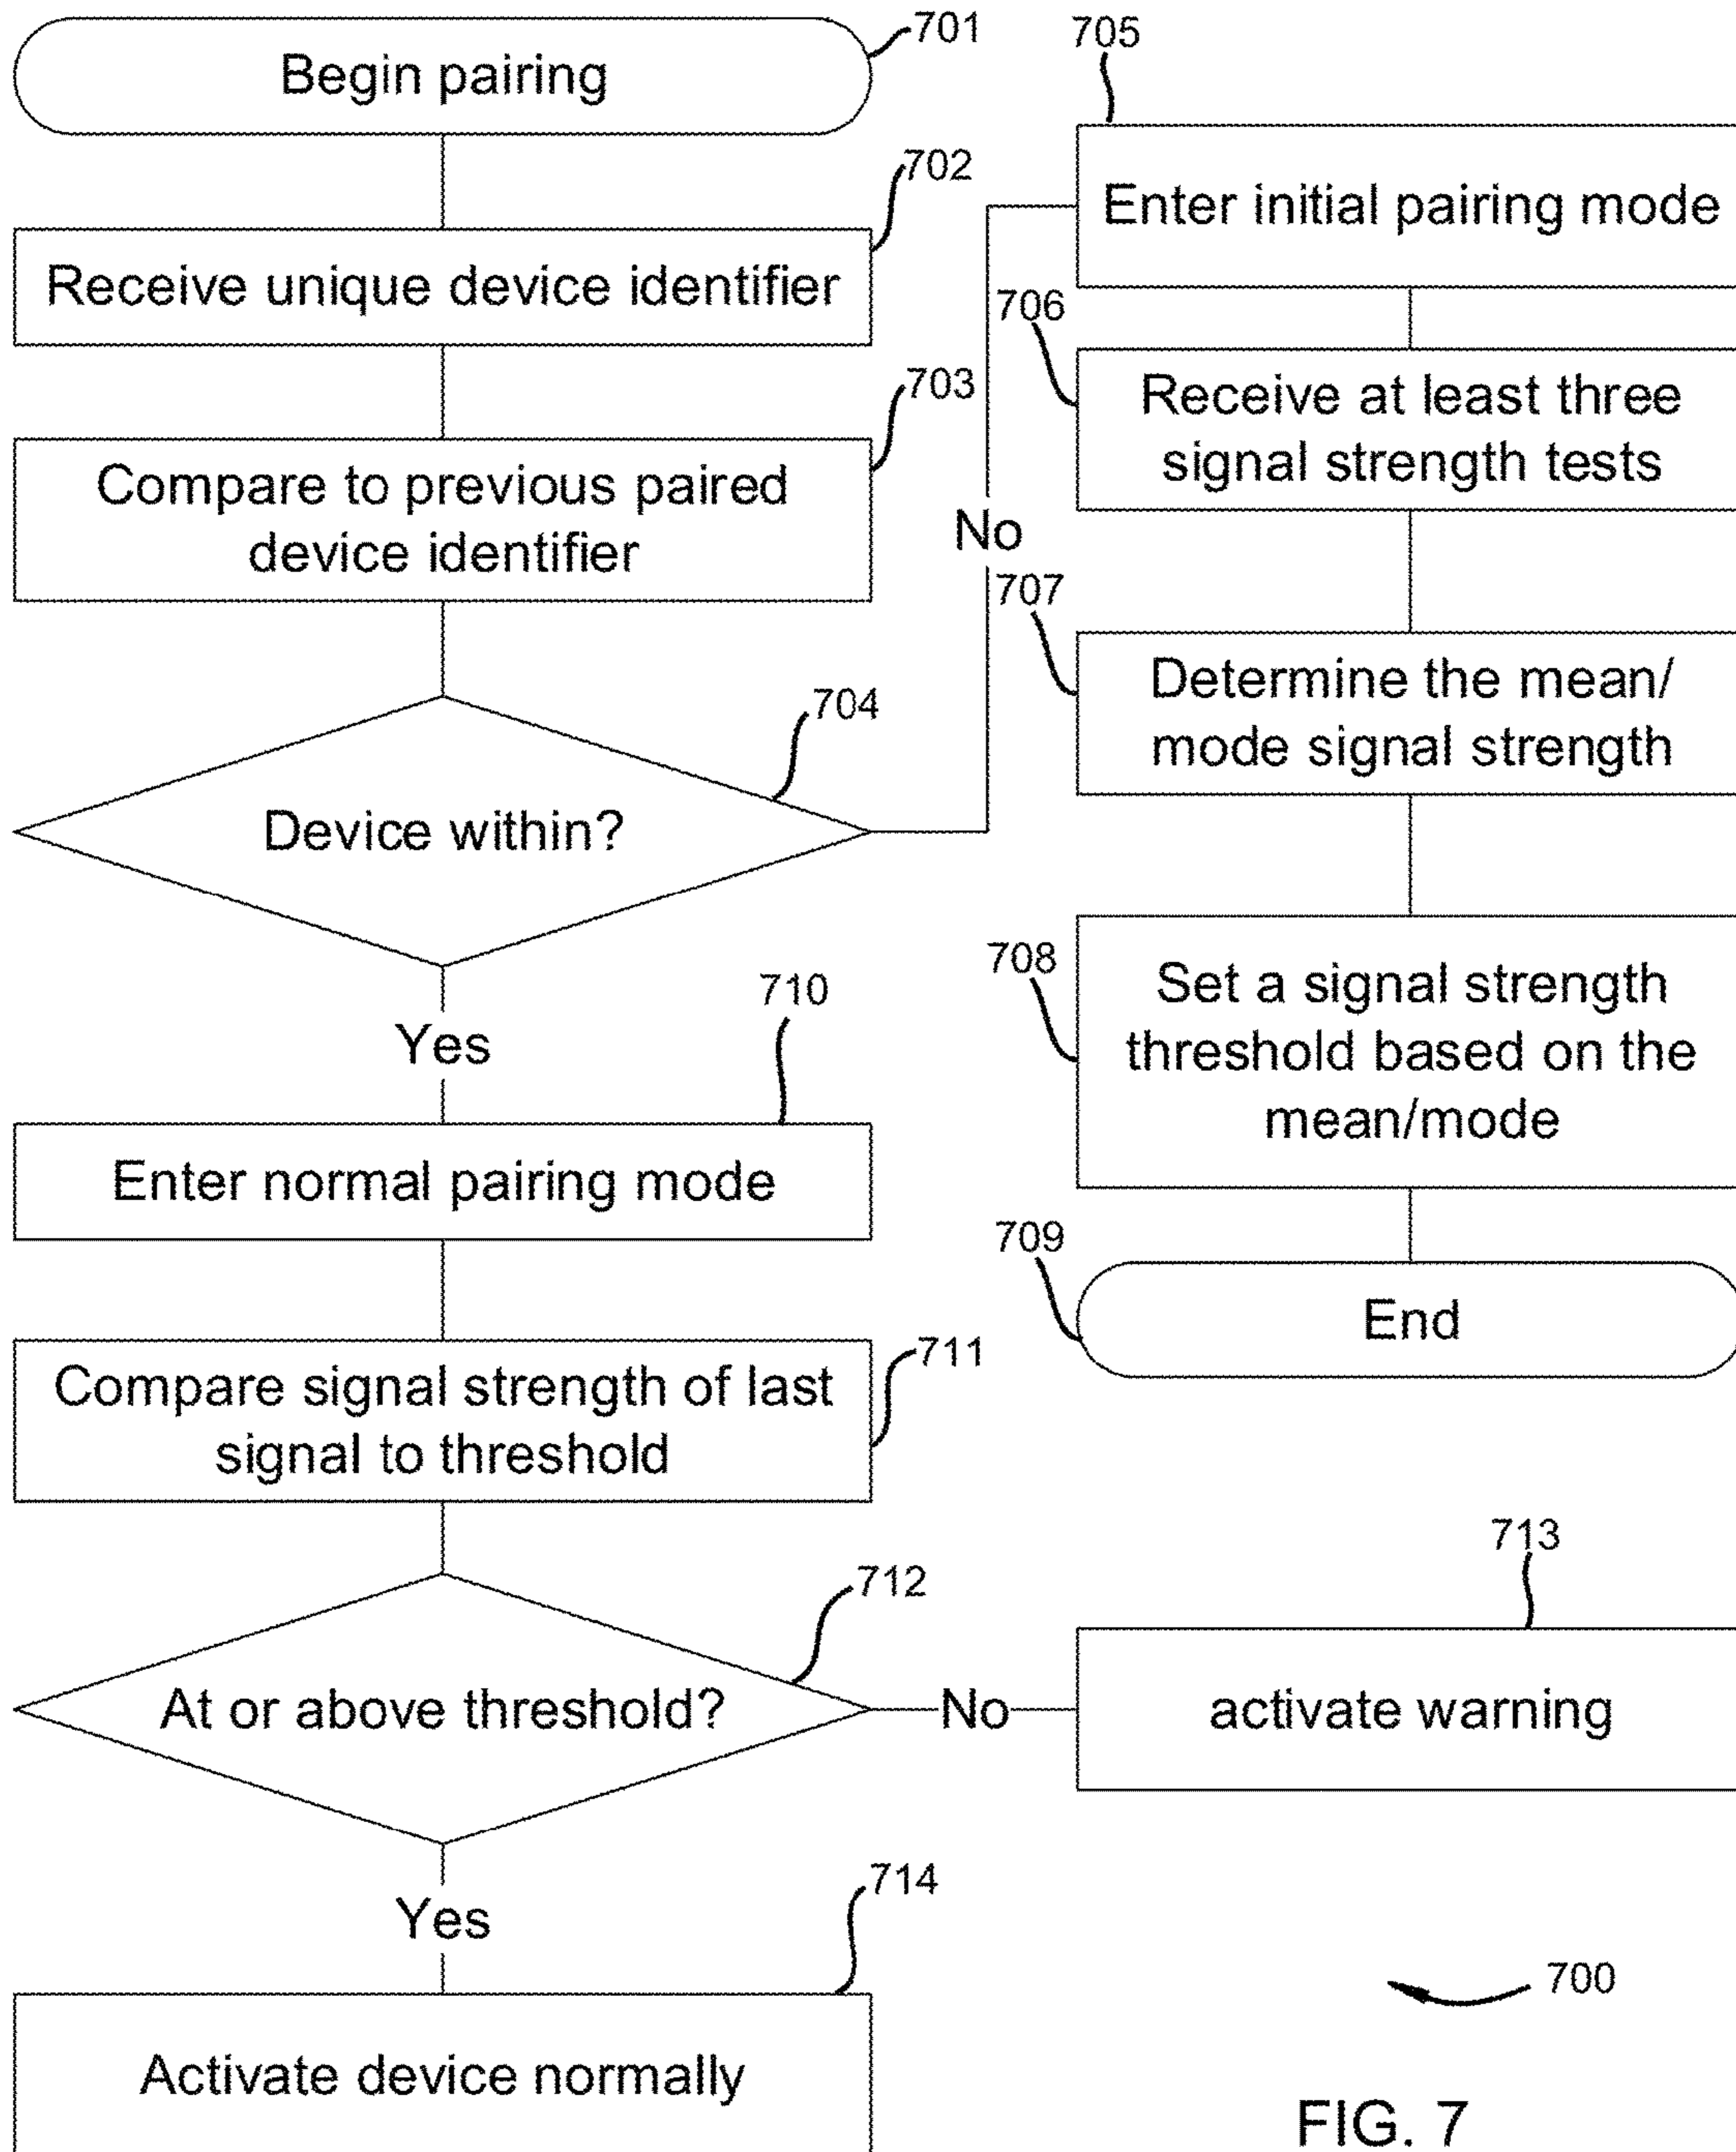 Begin pairing
701
Receive unique device identifier
702
Compare to previous paired
device identifier
703
Device within?
704
No
Yes
705
Enter initial pairing mode
706
Receive at least three
signal strength tests
707
Determine the mean/
mode signal strength
708
Set a signal strength
threshold based on the
mean/mode
709
End
710
Enter normal pairing mode
Compare signal strength of last
signal to threshold
711
At or above threshold?
712
No
713
activate warning
Yes
714
Activate device normally
700
FIG. 7